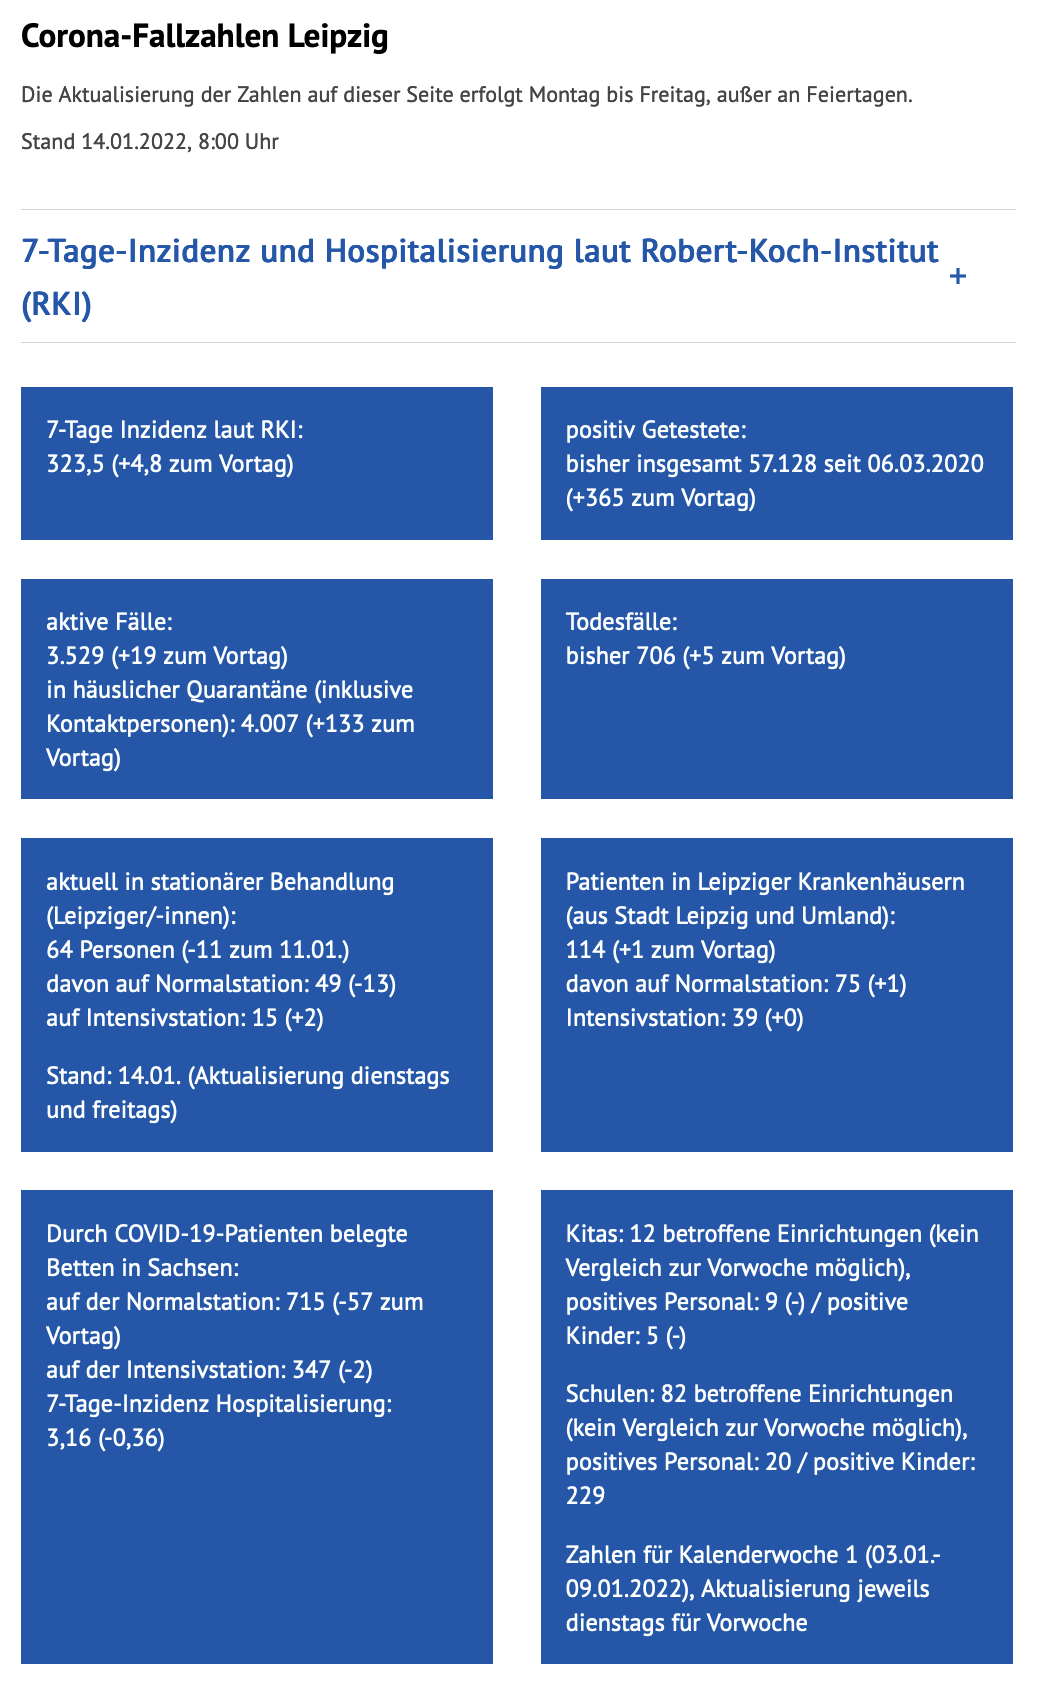 Corona-Fallzahlen Leipzig
Die Aktualisierung der Zahlen auf dieser Seite erfolgt Montag bis Freitag, außer an Feiertagen.
Stand 14.01.2022, 8:00 Uhr
7-Tage-Inzidenz und Hospitalisierung laut Robert-Koch-Institut
(RKI)
+
7-Tage Inzidenz laut RKI:
323,5 (+4,8 zum Vortag)
positiv Getestete:
bisher insgesamt 57.128 seit 06.03.2020
(+365 zum Vortag)
aktive Fälle:
3.529 (+19 zum Vortag)
in häuslicher Quarantäne (inklusive
Kontaktpersonen): 4.007 (+133 zum
Vortag)
Todesfälle:
bisher 706 (+5 zum Vortag)
aktuell in stationärer Behandlung
(Leipziger/-innen):
64 Personen (-11 zum 11.01.)
davon auf Normalstation: 49 (-13)
auf Intensivstation: 15 (+2)
Stand: 14.01. (Aktualisierung dienstags
und freitags)
Patienten in Leipziger Krankenhäusern
(aus Stadt Leipzig und Umland):
114 (+1 zum Vortag)
davon auf Normalstation: 75 (+1)
Intensivstation: 39 (+0)
Durch COVID-19-Patienten belegte
Betten in Sachsen:
auf der Normalstation: 715 (-57 zum
Vortag)
auf der Intensivstation: 347 (-2)
7-Tage-Inzidenz Hospitalisierung:
3,16 (-0,36)
Kitas: 12 betroffene Einrichtungen (kein
Vergleich zur Vorwoche möglich),
positives Personal: 9 (-) / positive
Kinder: 5 (-)
Schulen: 82 betroffene Einrichtungen
(kein Vergleich zur Vorwoche möglich),
positives Personal: 20 / positive Kinder:
229
Zahlen für Kalenderwoche 1 (03.01.-
09.01.2022), Aktualisierung jeweils
dienstags für Vorwoche